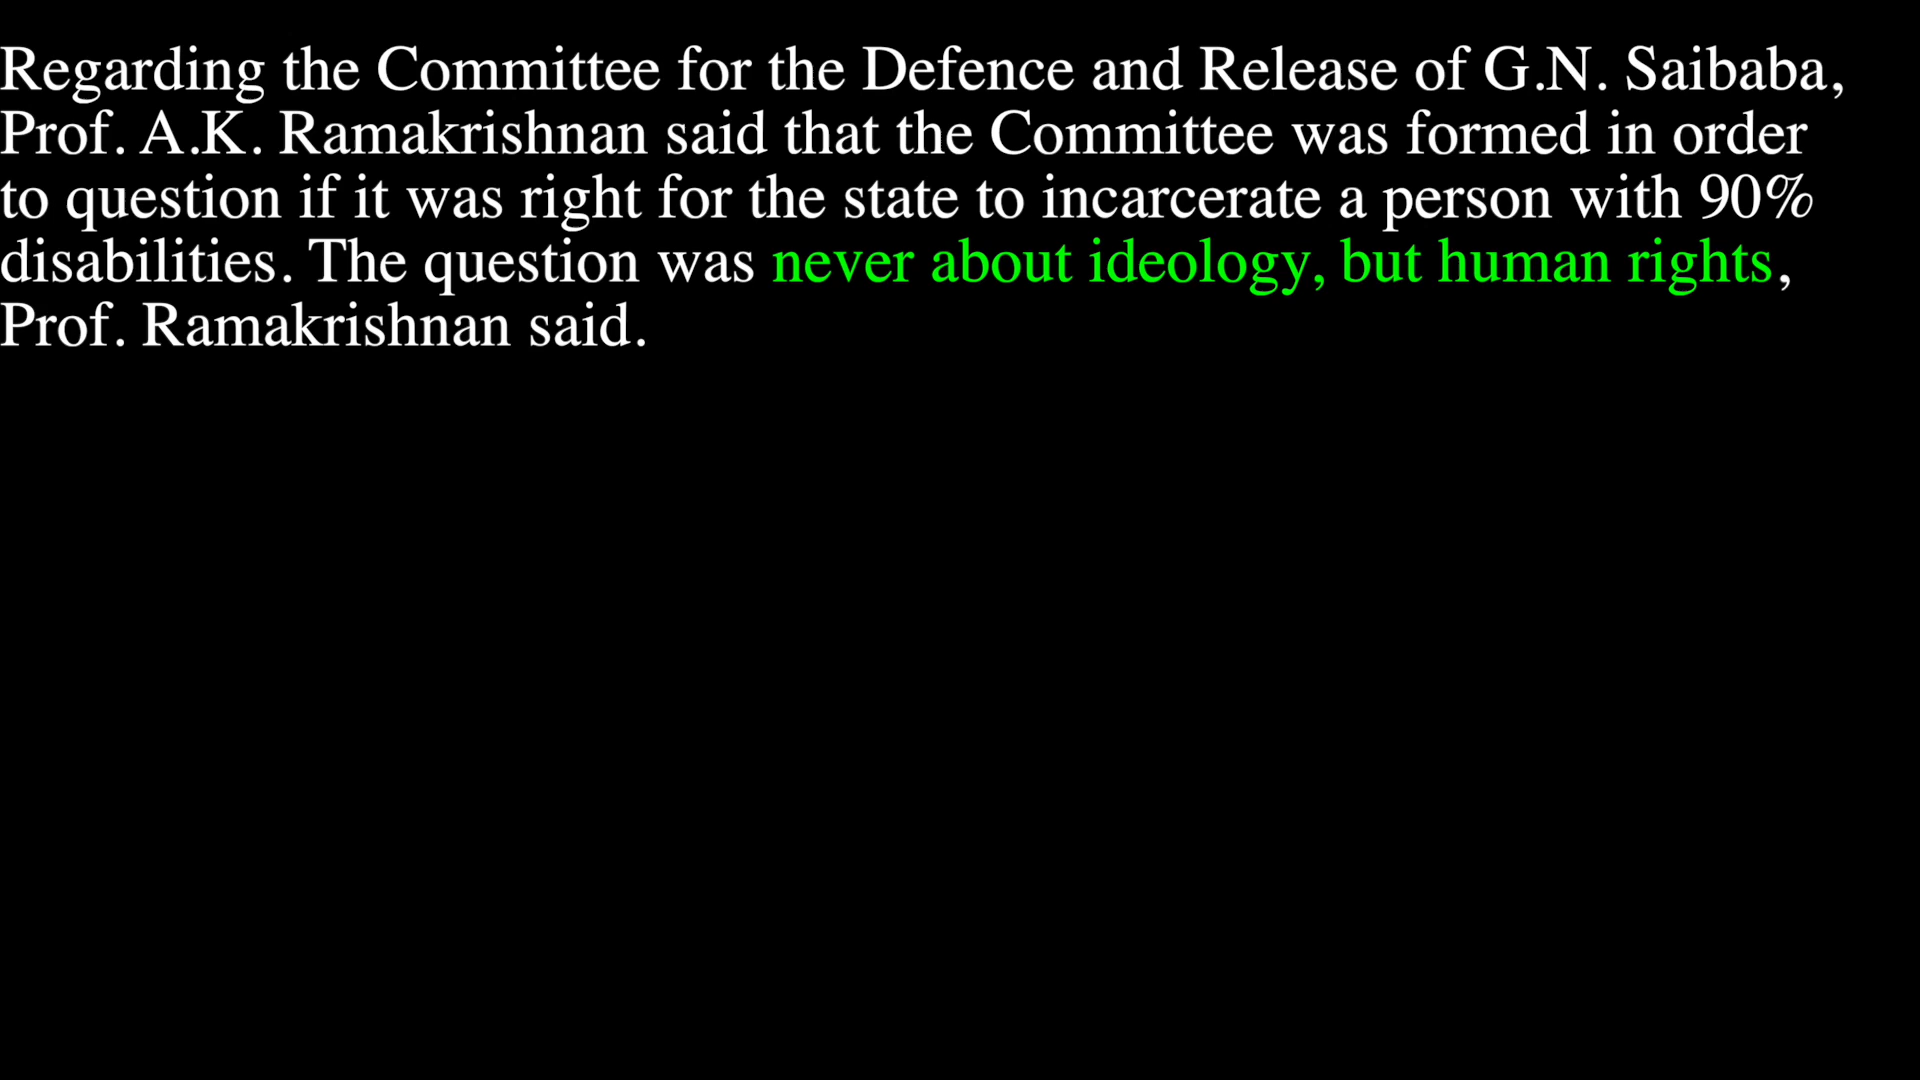 Regarding the Committee for the Defence and Release of G.N. Saibaba,
Prof. A.K. Ramakrishnan said that the Committee was formed in order
to question if it was right for the state to incarcerate a person with 90%
disabilities. The question was never about ideology, but human rights,
Prof. Ramakrishnan said.